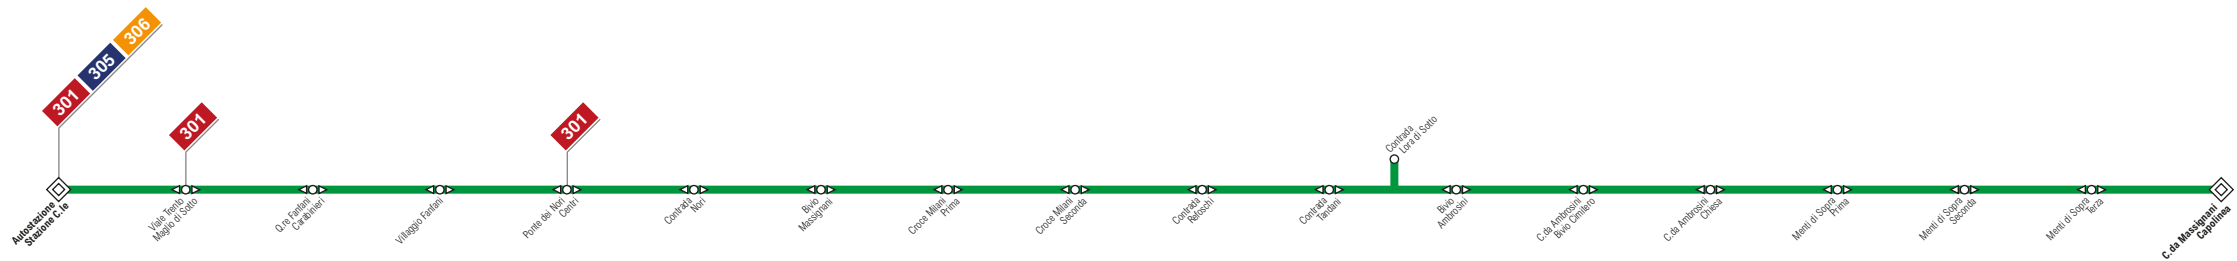 301
305
306
301
301
Contrada
Lora di Sotto
Autostazione
Stazione C.le
Viale Trento
Maglio di Sotto
Q.re Fanfani
Carabinieri
Villaggio Fanfani
Ponte dei Nori
Centri
Contrada
Nori
Bivio
Massignani
Croce Milani
Prima
Croce Milani
Seconda
Contrada
Refoschi
Contrada
Tandani
Bivio
Ambrosini
C.da Ambrosini
Bivio Cimitero
C.da Ambrosini
Chiesa
Menti di Sopra
Prima
Menti di Sopra
Seconda
Menti di Sopra
Terza
C.da Massignani
Capolinea